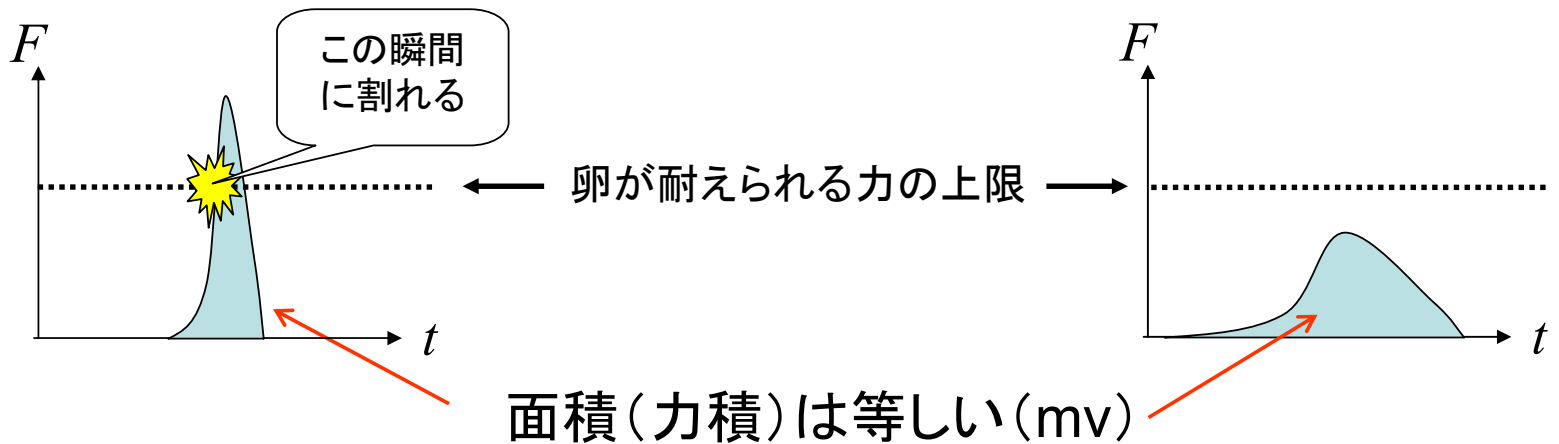 F
この瞬間
に割れる
F
卵が耐えられる力の上限
t
t
面積（力積）は等しい（mv）